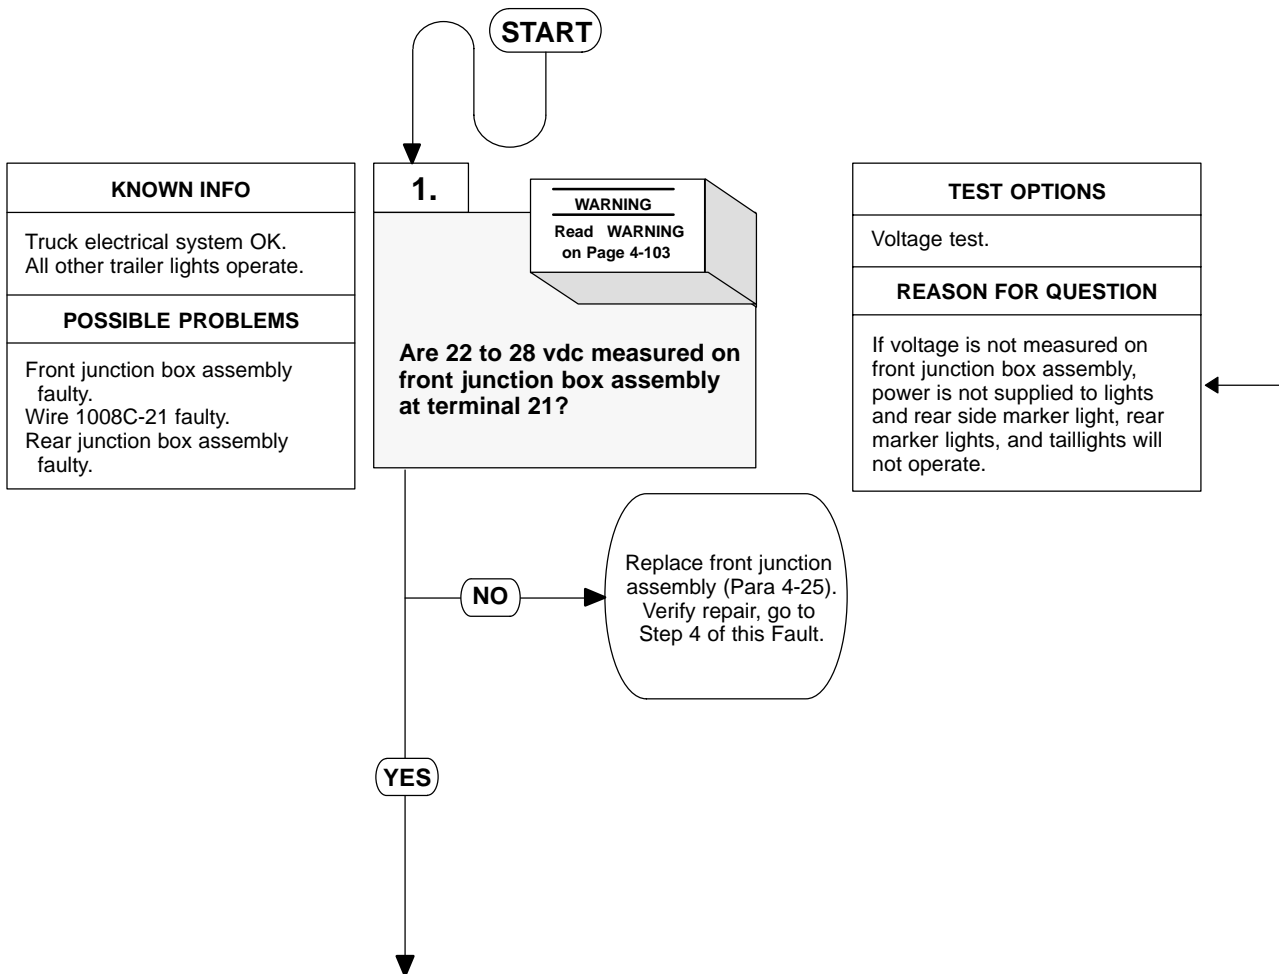 START
KNOWN INFO
Truck electrical system OK.
All other trailer lights operate.
POSSIBLE PROBLEMS
Front junction box assembly
faulty.
Wire 1008C-21 faulty.
Rear junction box assembly
faulty.
1.
WARNING
Read WARNING
on Page 4-103
Are 22 to 28 vdc measured on
front junction box assembly
at terminal 21?
TEST OPTIONS
Voltage test.
REASON FOR QUESTION
If voltage is not measured on
front junction box assembly,
power is not supplied to lights
and rear side marker light, rear
marker lights, and taillights will
not operate.
NO
Replace front junction
assembly (Para 4-25).
Verify repair, go to
Step 4 of this Fault.
YES